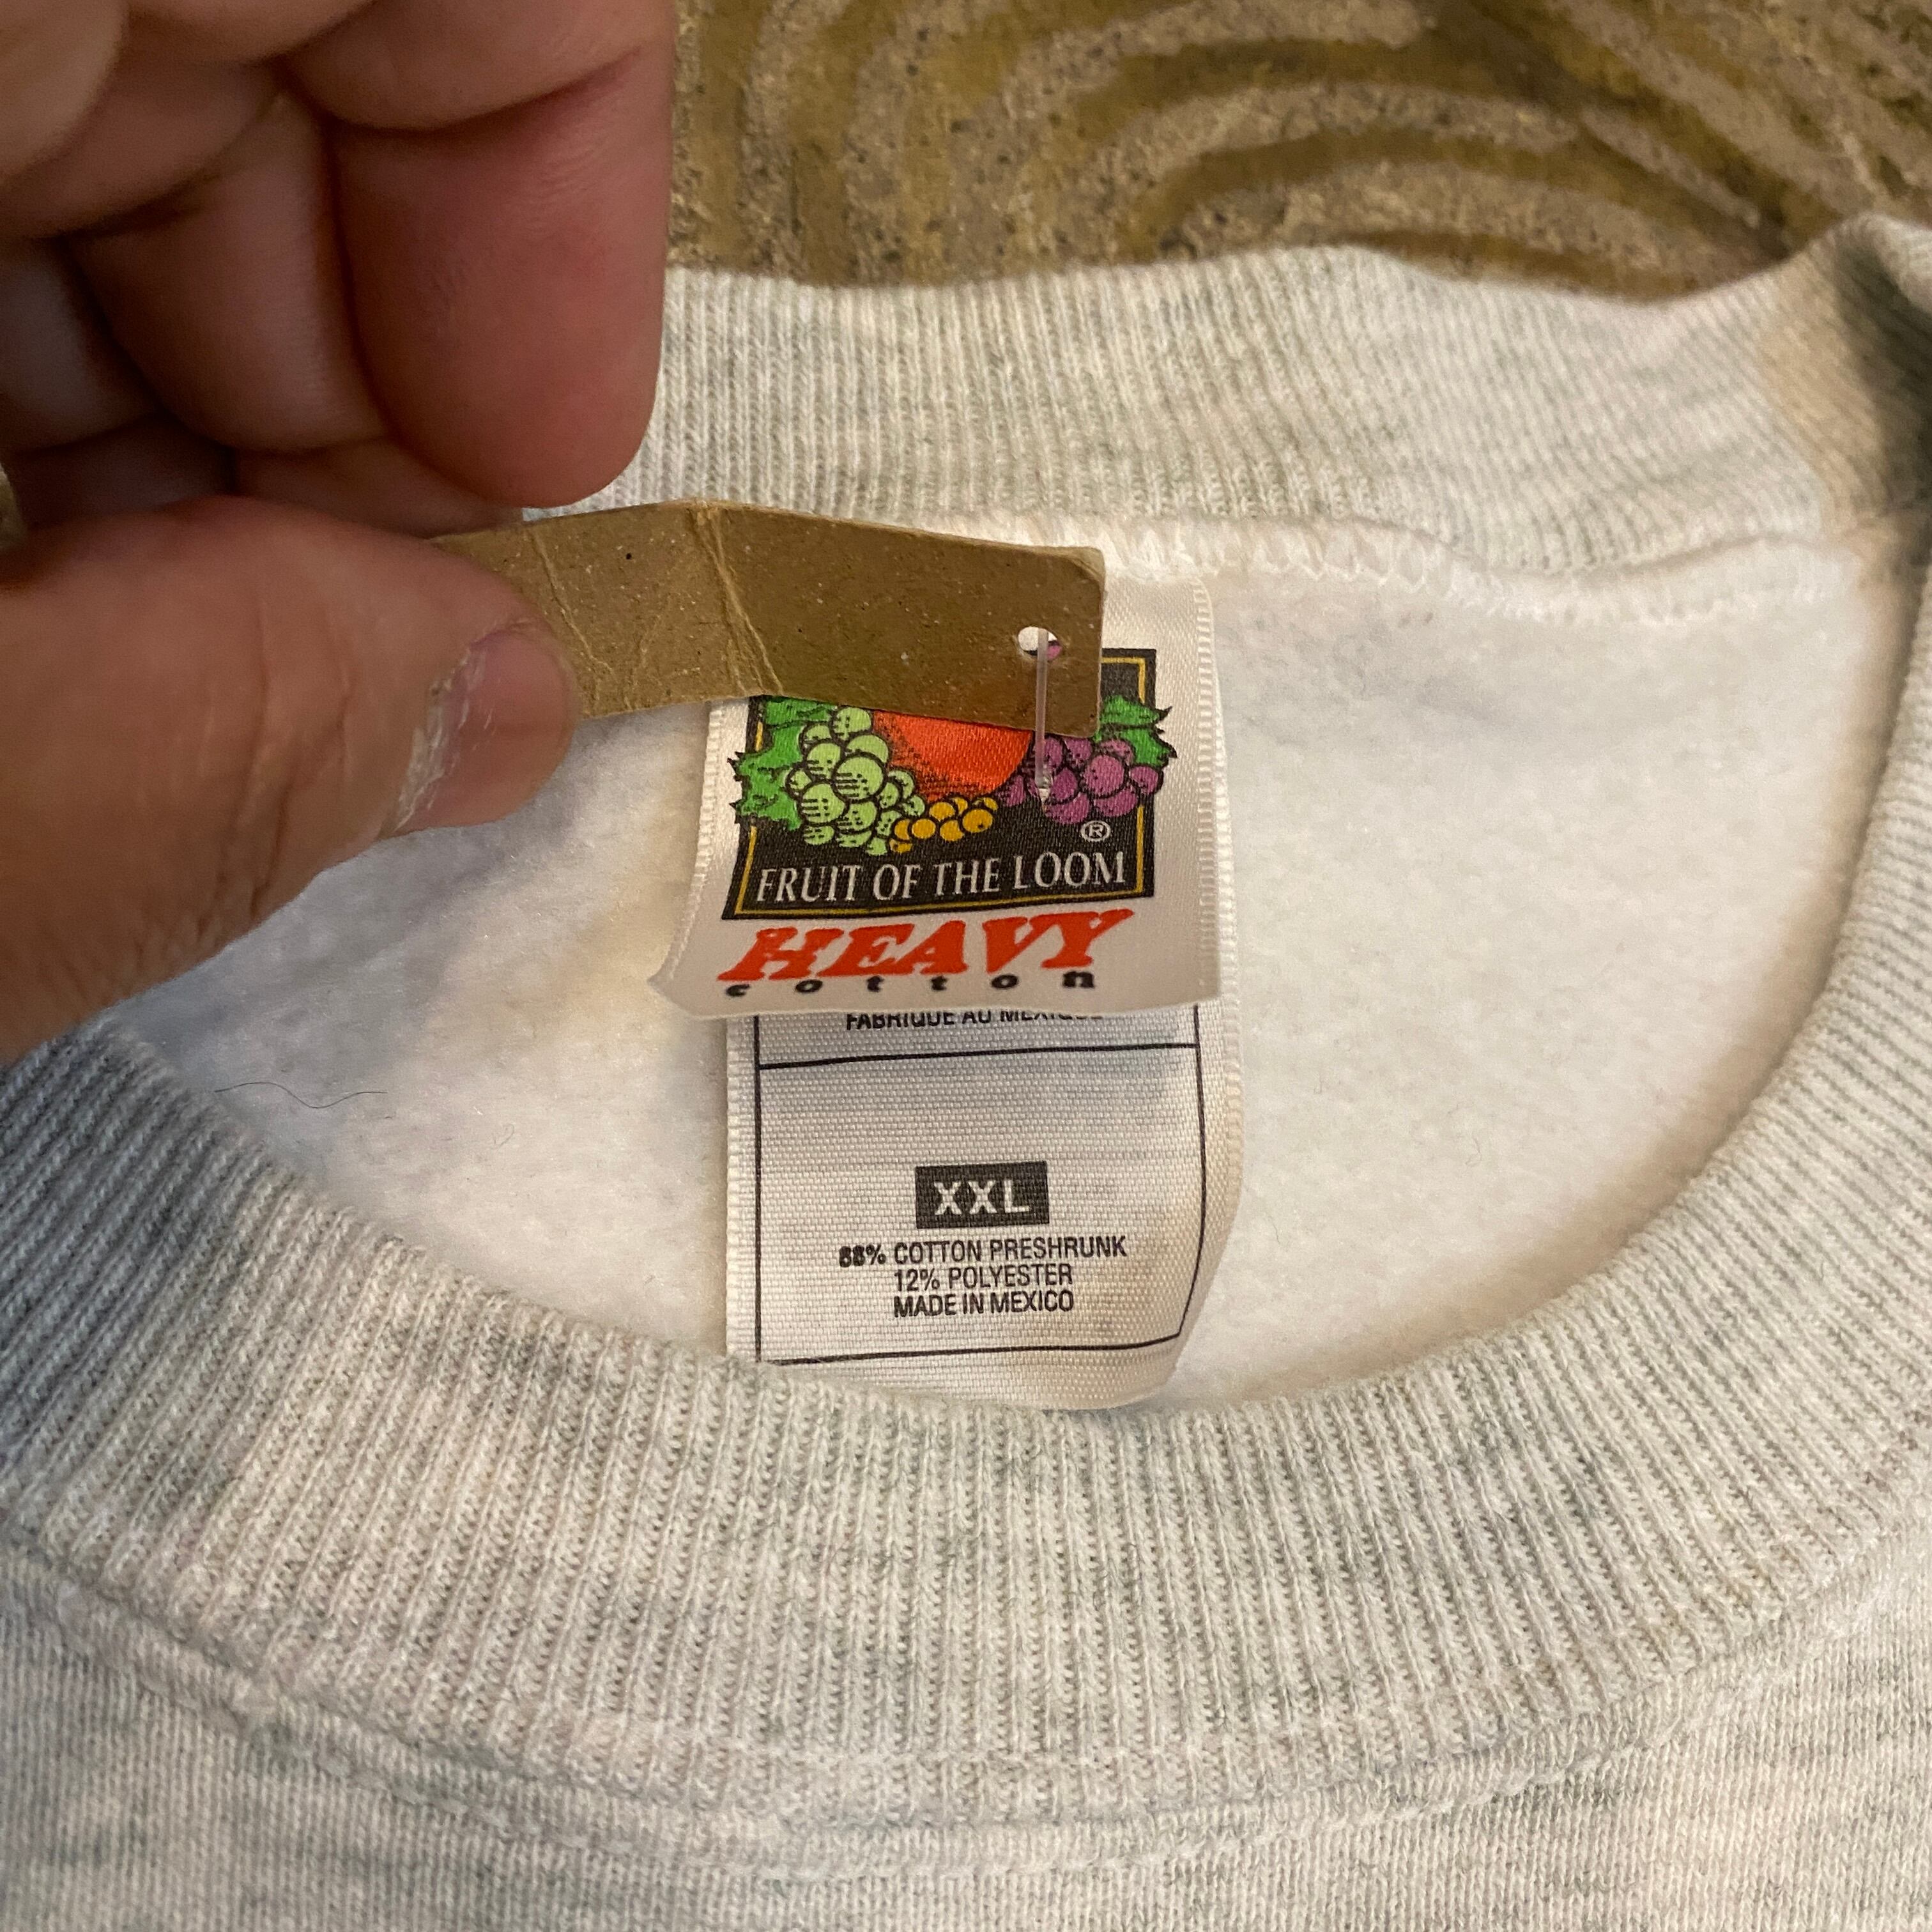 ®
FRUIT OF THE LOOM
HEAVY
cotton
FABRIQUE AU MEXIQUE
XXL
88% COTTON PRESHRUNK
12% POLYESTER
MADE IN MEXICO